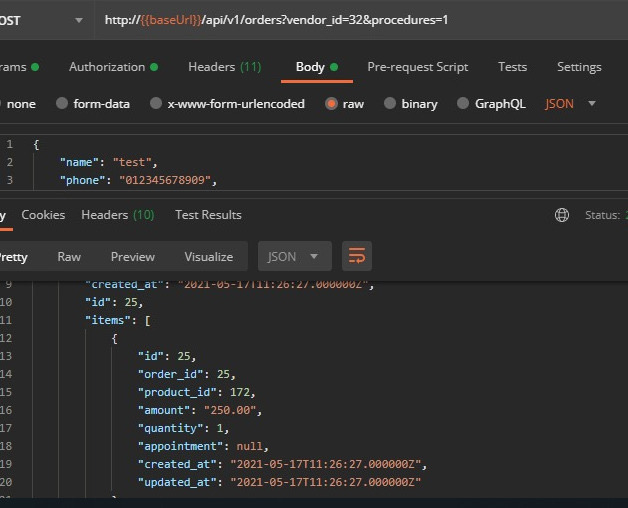 OST http://{{baseUrl}}/api/v1/orders?vendor_id=32&procedures=1
rams Authorization Headers (11) Body Pre-request Script Tests Settings
none form-data x-www-form-urlencoded raw binary GraphQL JSON
1 {
2 "name": "test",
3 "phone": "012345678909",
y Cookies Headers (10) Test Results Status: 2
retty Raw Preview Visualize JSON
9 "created_at": "2021-05-17T11:26:27.000000Z",
10 "id": 25,
11 "items": [
12 {
13 "id": 25,
14 "order_id": 25,
15 "product_id": 172,
16 "amount": "250.00",
17 "quantity": 1,
18 "appointment": null,
19 "created_at": "2021-05-17T11:26:27.000000Z",
20 "updated_at": "2021-05-17T11:26:27.000000Z"